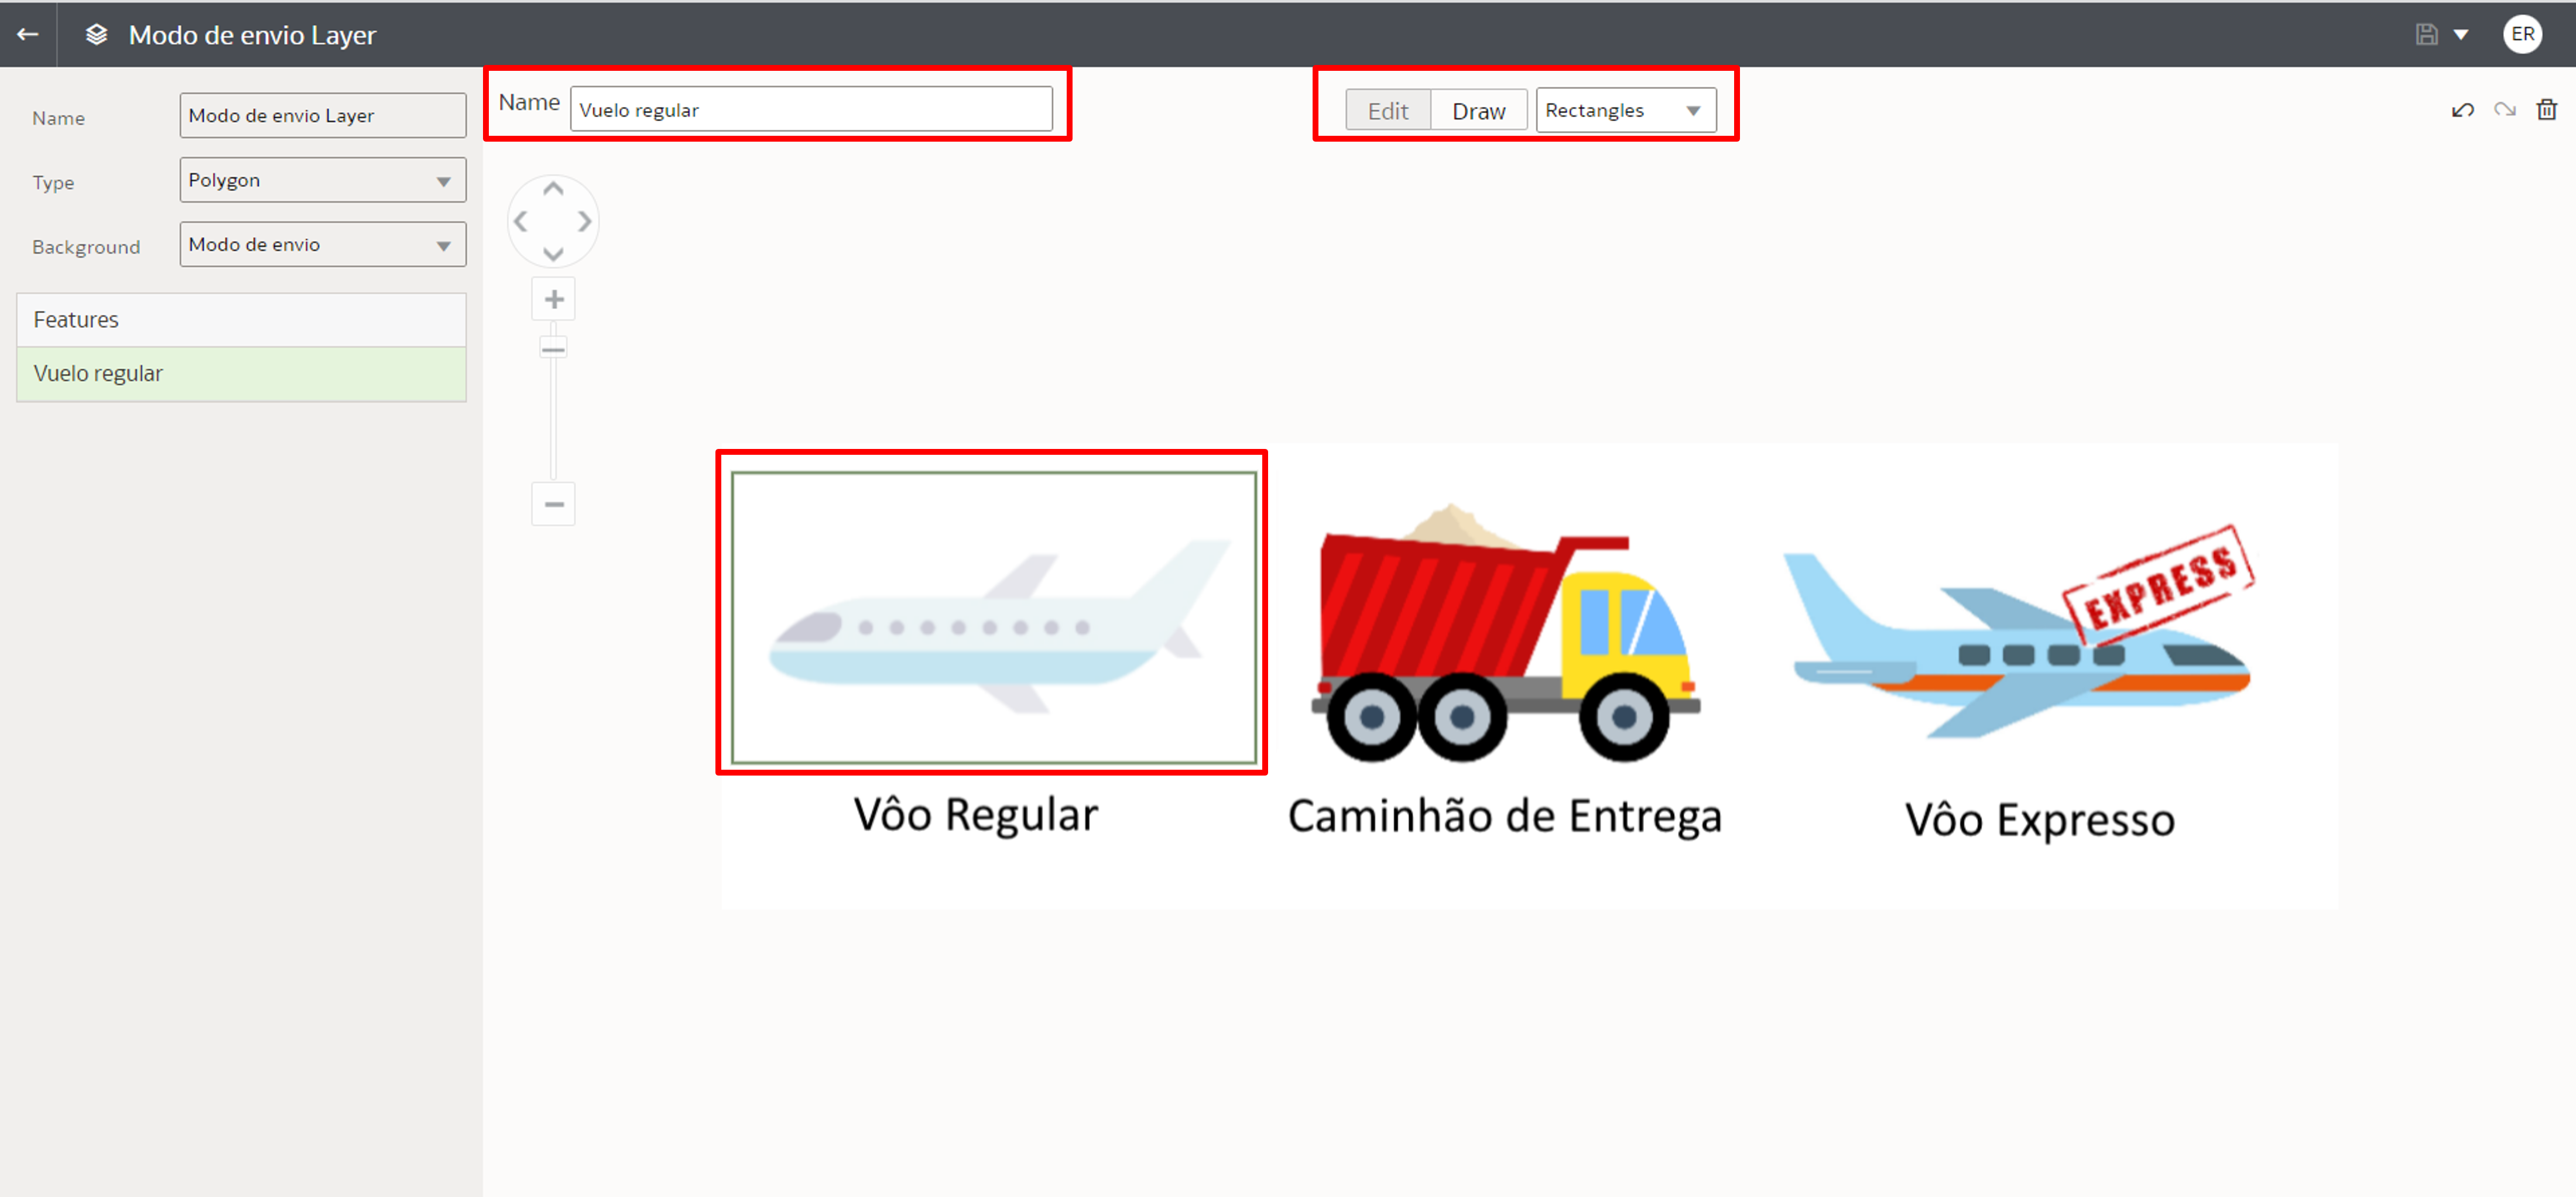 Modo de envio Layer
ER
Name
Modo de envio Layer
Type
Polygon
Background
Modo de envio
Features
Vuelo regular
Name
Vuelo regular
Edit
Draw
Rectangles
EXPRESS
Vôo Regular
Caminhão de Entrega
Vôo Expresso